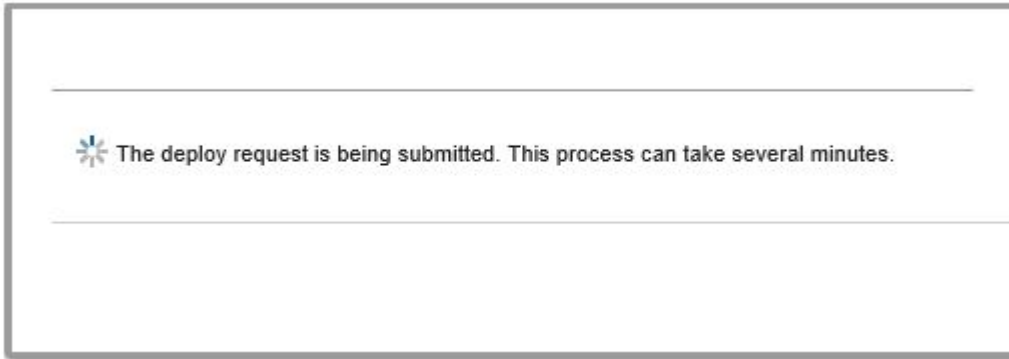 The deploy request is being submitted. This process can take several minutes.